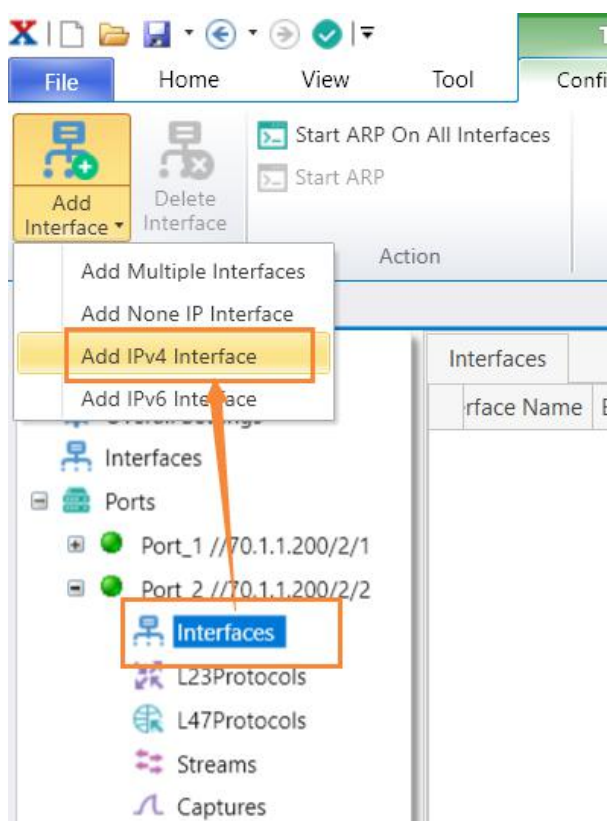 T
File Home View Tool Confi
Add Interface
Delete Interface
Start ARP On All Interfaces
Start ARP
Action
Add Multiple Interfaces
Add None IP Interface
Add IPv4 Interface
Add IPv6 Interface
Interfaces
rface Name E
Interfaces
Ports
Port_1 //70.1.1.200/2/1
Port_2 //70.1.1.200/2/2
Interfaces
L23Protocols
L47Protocols
Streams
Captures